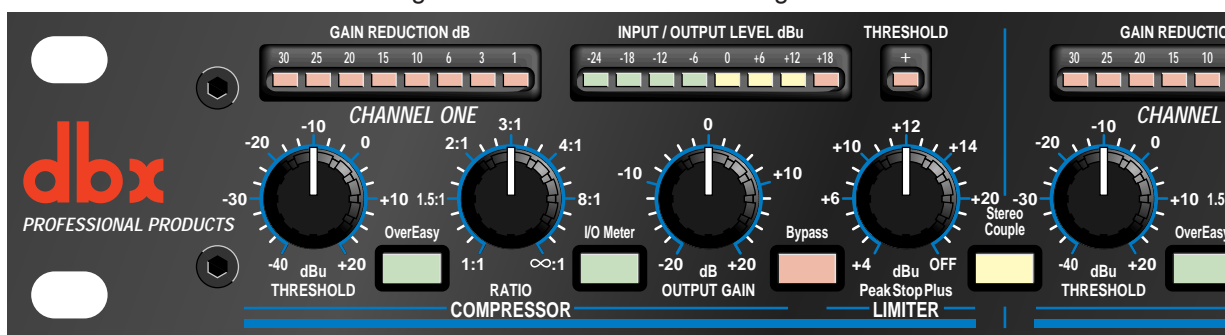 GAIN REDUCTION dB INPUT / OUTPUT LEVEL dBu THRESHOLD GAIN REDUCTIO
30 25 20 15 10 6 3 1 -24 -18 -12 -6 0 +6 +12 +18 + 30 25 20 15 10
CHANNEL ONE CHANNEL
-10 3:1 0 +12 -10
-20 0 2:1 4:1 +10 +14 -20 0
-10 +10
-30 +10 1.5:1 8:1 +6 +20 -30 +10 1.5
dbx
PROFESSIONAL PRODUCTS
OverEasy I/O Meter Bypass Stereo Couple OverEasy
-40 dBu +20 1:1 ∞:1 -20 dB +20 +4 dBu OFF -40 dBu +20
THRESHOLD RATIO OUTPUT GAIN PeakStopPlus THRESHOLD
COMPRESSOR LIMITER